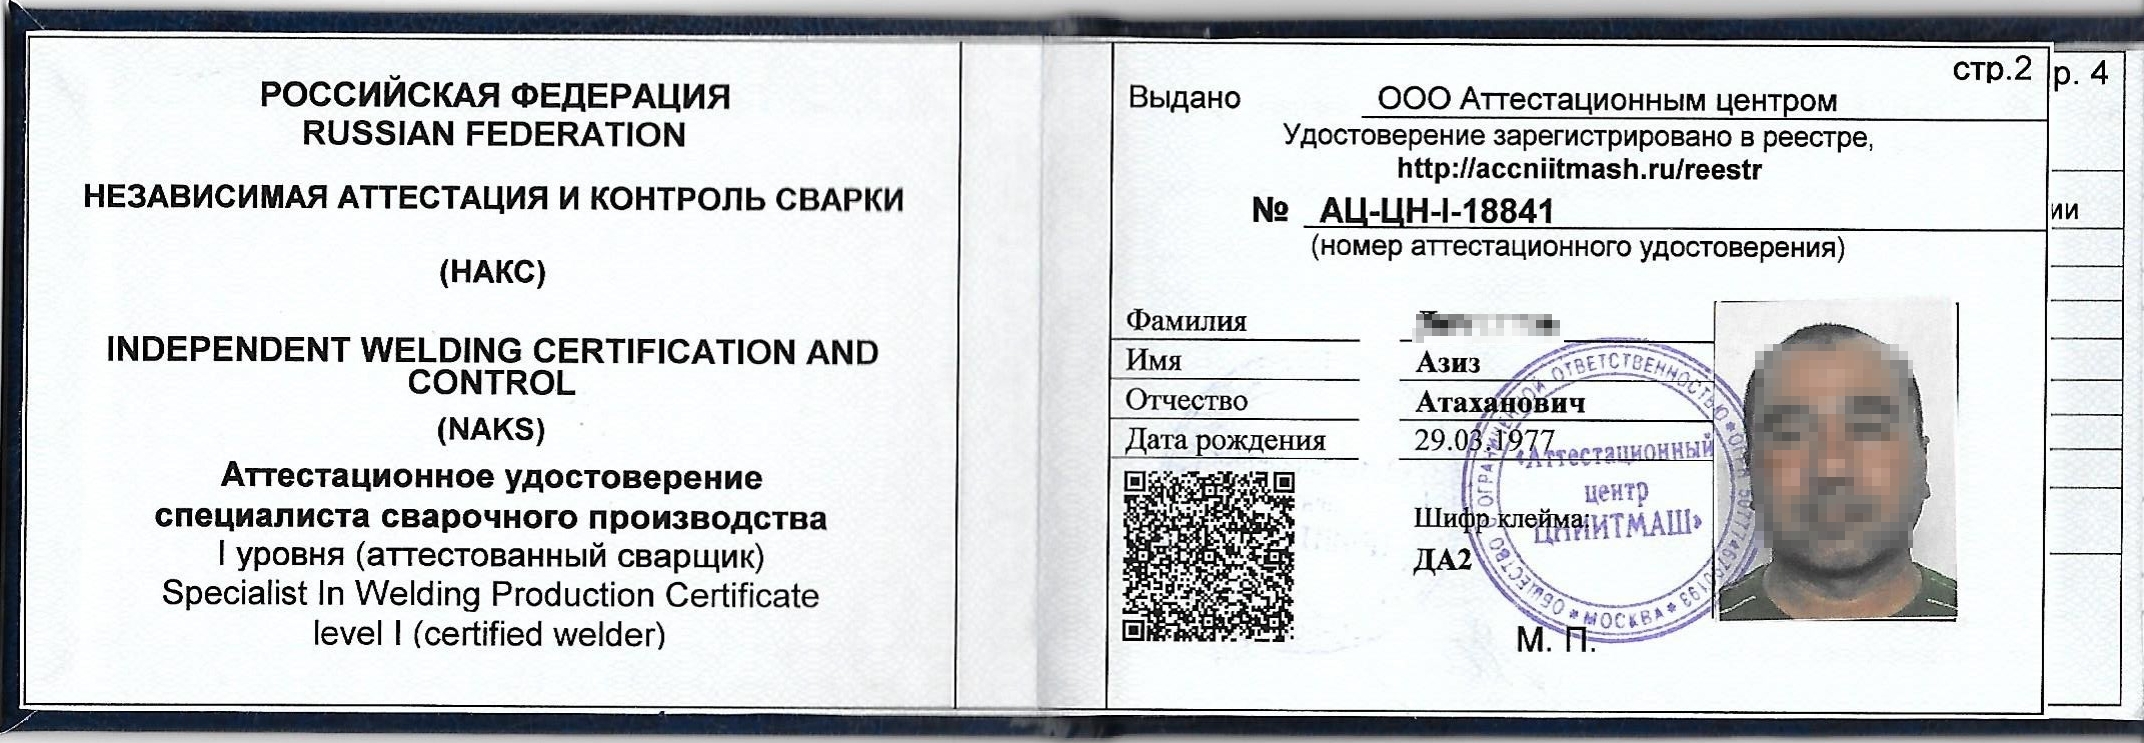 РОССИЙСКАЯ ФЕДЕРАЦИЯ
RUSSIAN FEDERATION
НЕЗАВИСИМАЯ АТТЕСТАЦИЯ И КОНТРОЛЬ СВАРКИ
(НАКС)
INDEPENDENT WELDING CERTIFICATION AND
CONTROL
(NAKS)
Аттестационное удостоверение
специалиста сварочного производства
I уровня (аттестованный сварщик)
Specialist In Welding Production Certificate
level I (certified welder)
стр.2
Выдано ООО Аттестационным центром
Удостоверение зарегистрировано в реестре,
http://accniitmash.ru/reestr
№ АЦ-ЦН-I-18841
(номер аттестационного удостоверения)
Фамилия
Имя Азиз
Отчество Атаханович
Дата рождения 29.03.1977
Шифр клейма:
ДА2
М. П.
ОБЩЕСТВО С ОГРАНИЧЕННОЙ ОТВЕТСТВЕННОСТЬЮ
* МОСКВА *
«Аттестационный
центр
ЦНИИТМАШ»
р. 4
ии